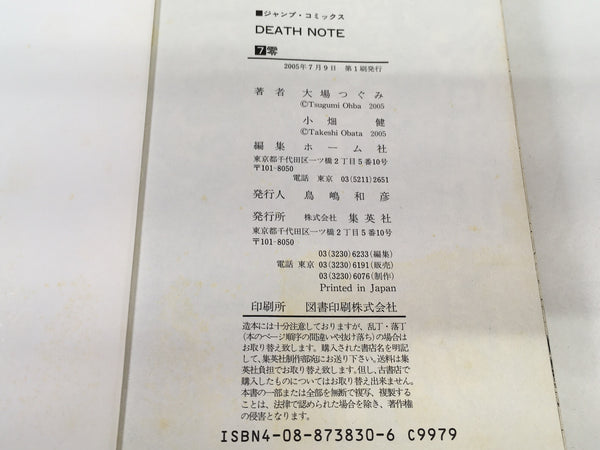 ■ジャンプ・コミックス
DEATH NOTE
7零
2005年7月9日 第1刷発行
著者 大場つぐみ
©Tsugumi Ohba 2005
小畑 健
©Takeshi Obata 2005
編集 ホーム社
東京都千代田区一ツ橋2丁目5番10号
〒101-8050
電話 東京 03(5211)2651
発行人 鳥嶋和彦
発行所 株式会社 集英社
東京都千代田区一ツ橋2丁目5番10号
〒101-8050
03(3230)6233(編集)
電話 東京 03(3230)6191(販売)
03(3230)6076(制作)
Printed in Japan
印刷所 図書印刷株式会社
造本には十分注意しておりますが、乱丁・落丁
(本のページ順序の間違いや抜け落ち)の場合は
お取り替え致します。購入された書店名を明記し
て、集英社制作部宛にお送り下さい。送料は集
英社負担でお取り替え致します。但し、古書店で
購入したものについてはお取り替え出来ません。
本書の一部または全部を無断で複写、複製する
ことは、法律で認められた場合を除き、著作権
の侵害となります。
ISBN4-08-873830-6 C9979